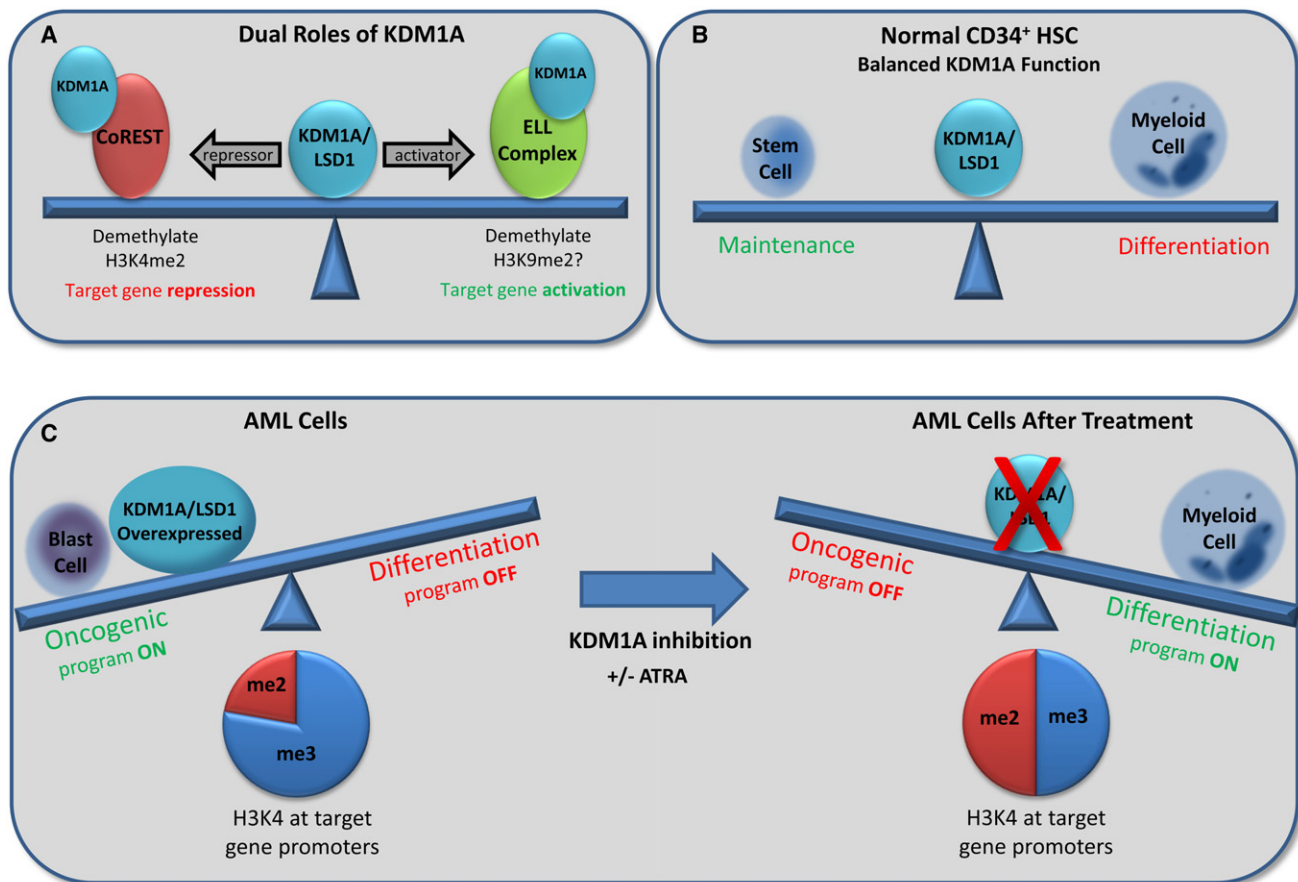 A
Dual Roles of KDM1A
KDM1A
CoREST
repressor
KDM1A/
LSD1
activator
KDM1A
ELL
Complex
Demethylate
H3K4me2
Target gene repression
Demethylate
H3K9me2?
Target gene activation
B
Normal CD34⁺ HSC
Balanced KDM1A Function
Stem
Cell
KDM1A/
LSD1
Myeloid
Cell
Maintenance
Differentiation
C
AML Cells
Blast
Cell
KDM1A/LSD1
Overexpressed
Oncogenic
program ON
Differentiation
program OFF
me2
me3
H3K4 at target
gene promoters
KDM1A inhibition
+/- ATRA
AML Cells After Treatment
KDM1A/
LSD1
Myeloid
Cell
Oncogenic
program OFF
Differentiation
program ON
me2
me3
H3K4 at target
gene promoters